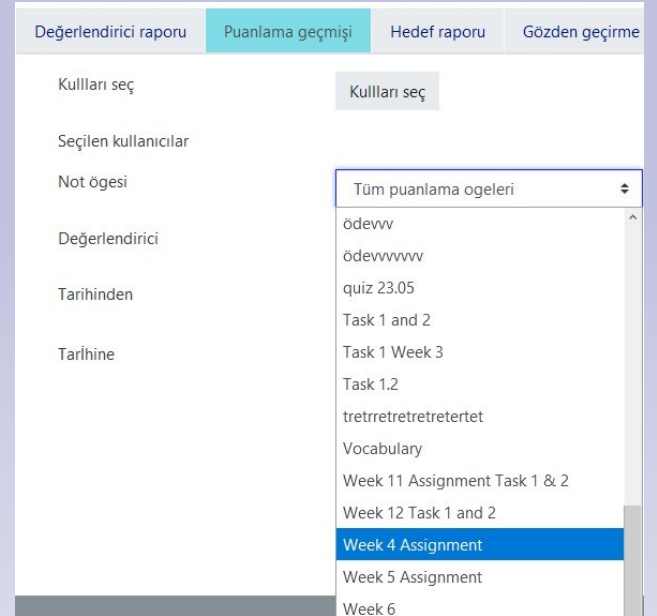 Değerlendirici raporu Puanlama geçmişi Hedef raporu Gözden geçirme
Kullları seç Kullları seç
Seçilen kullanıcılar
Not ögesi Tüm puanlama ogeleri
ödevvv
Değerlendirici
ödevvvvvvv
quiz 23.05
Tarihinden
Task 1 and 2
Tarİhine Task 1 Week 3
Task 1.2
tretrretretretretertet
Vocabulary
Week 11 Assignment Task 1 & 2
Week 12 Task 1 and 2
Week 4 Assignment
Week 5 Assignment
Week 6